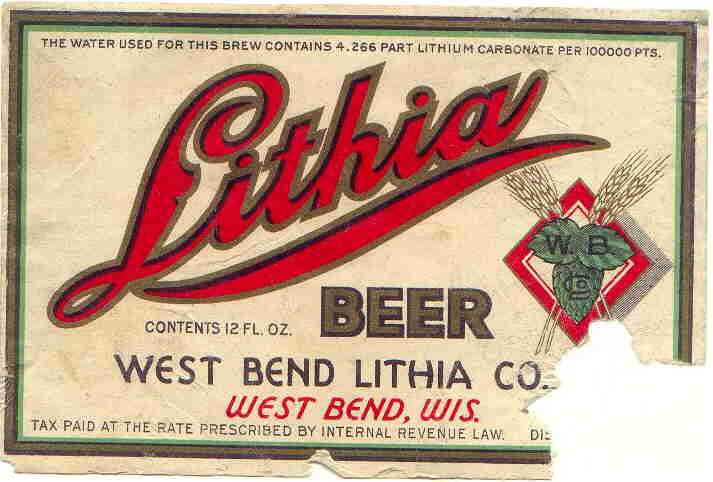 THE WATER USED FOR THIS BREW CONTAINS 4.266 PART LITHIUM CARBONATE PER 100000 PTS.
Lithia
W B
BEER
CONTENTS 12 FL. OZ.
WEST BEND LITHIA CO.
WEST BEND, WIS.
TAX PAID AT THE RATE PRESCRIBED BY INTERNAL REVENUE LAW.